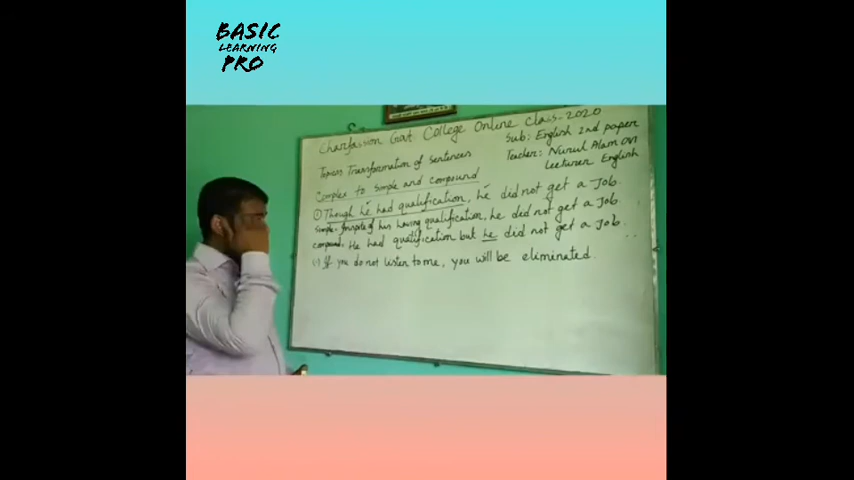 BASIC
LEARNING
PRO
Charfassion Govt College Online Class-2020
Sub: English 2nd paper
Teacher: Nurul Alam Ovi
Lecturer English
Topics: Transformation of Sentences
Complex to Simple and compound
① Though he had qualification, he did not get a Job.
Simple: Inspite of his having qualification, he did not get a Job.
compound: He had qualification but he did not get a Job.
If you do not listen to me, you will be eliminated.